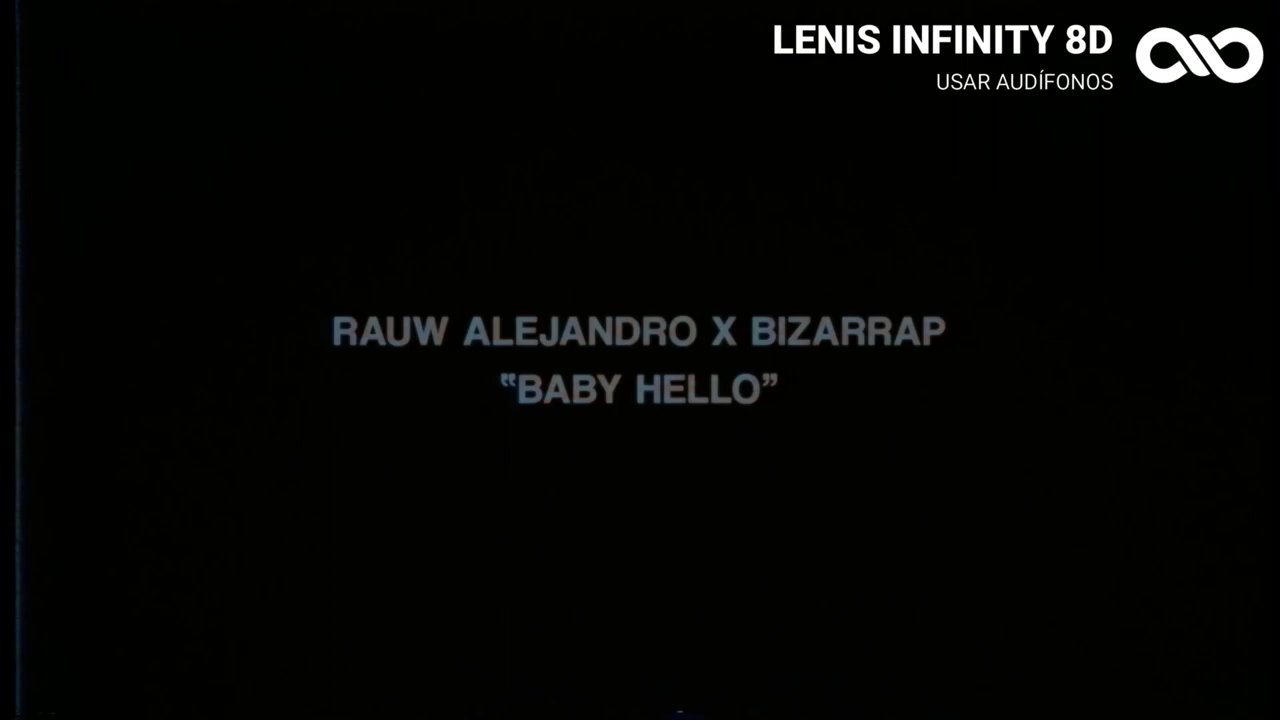 LENIS INFINITY 8D
USAR AUDÍFONOS
RAUW ALEJANDRO X BIZARRAP
“BABY HELLO”